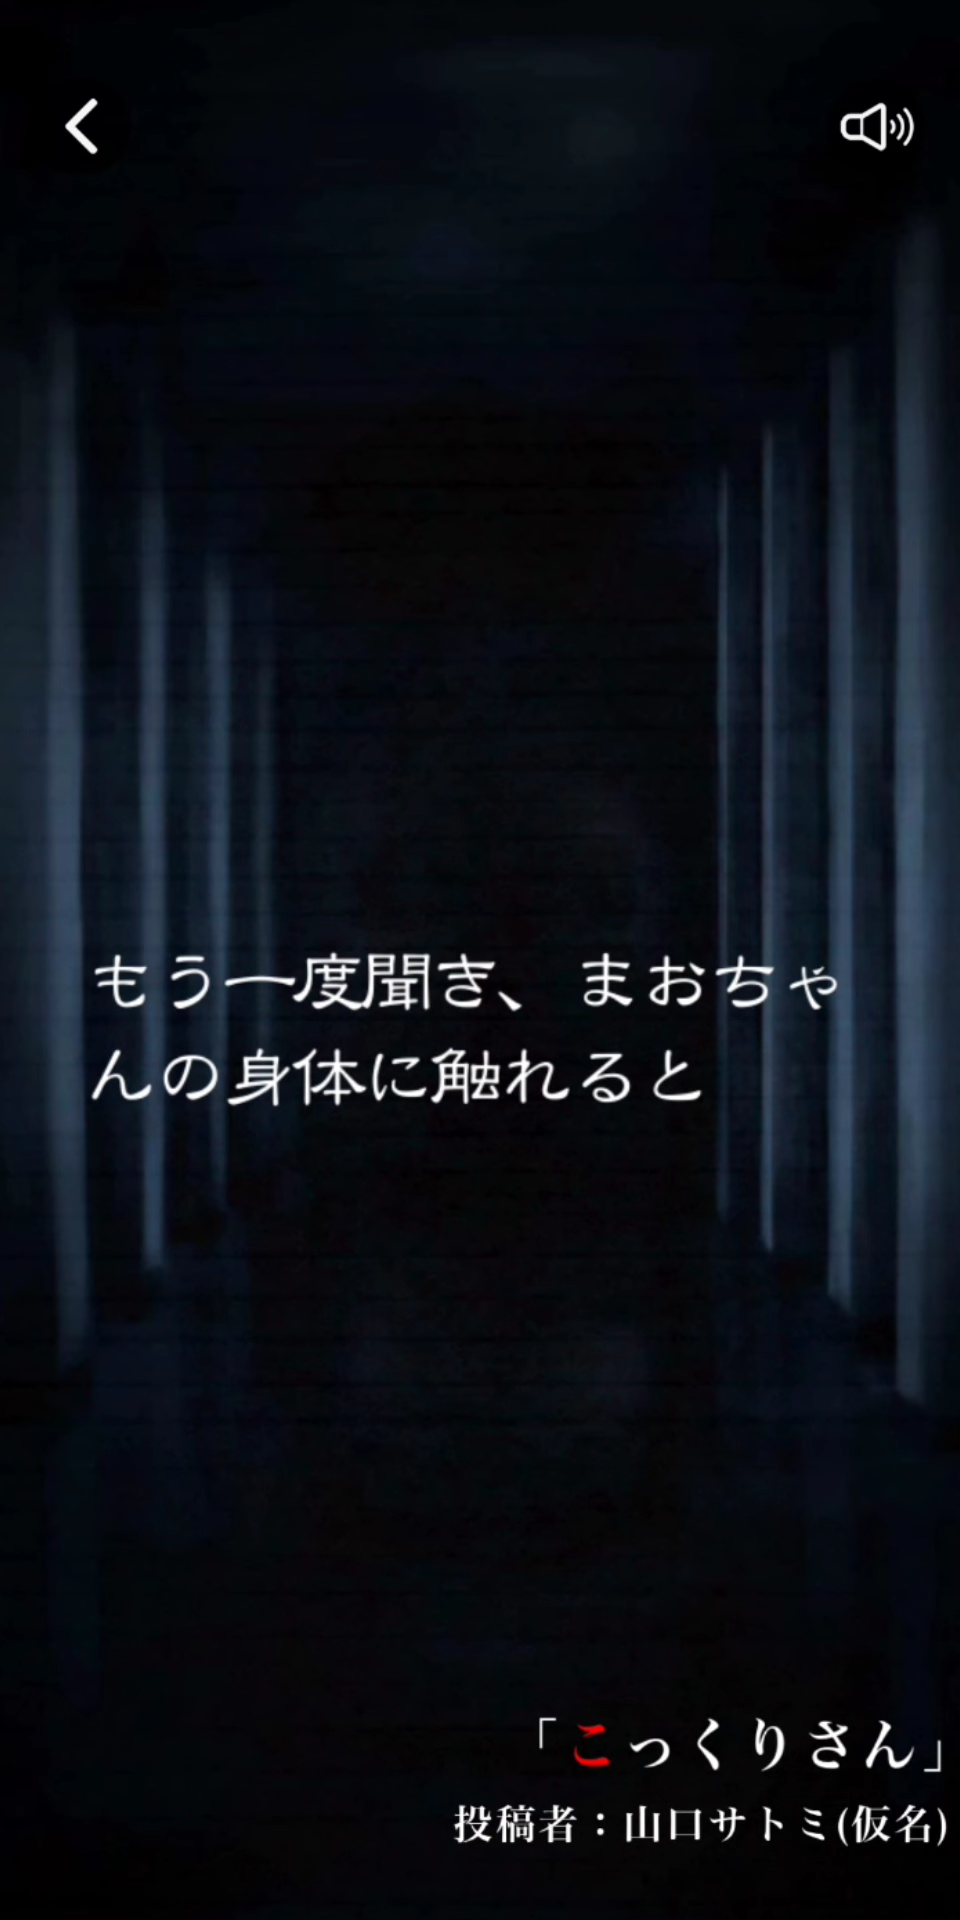 もう一度聞き、 まおちゃ
んの身体に触れると
「こっくりさん」
投稿者：山口サトミ(仮名)